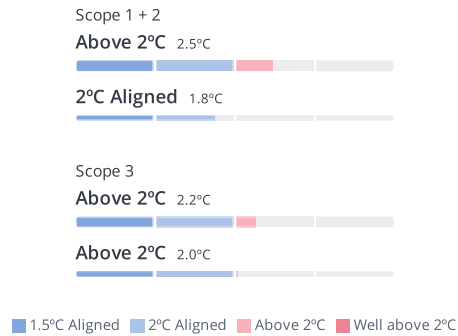 Scope 1 + 2
Above 2ºC 2.5ºC
2ºC Aligned 1.8ºC
Scope 3
Above 2ºC 2.2ºC
Above 2ºC 2.0ºC
1.5ºC Aligned 2ºC Aligned Above 2ºC Well above 2ºC